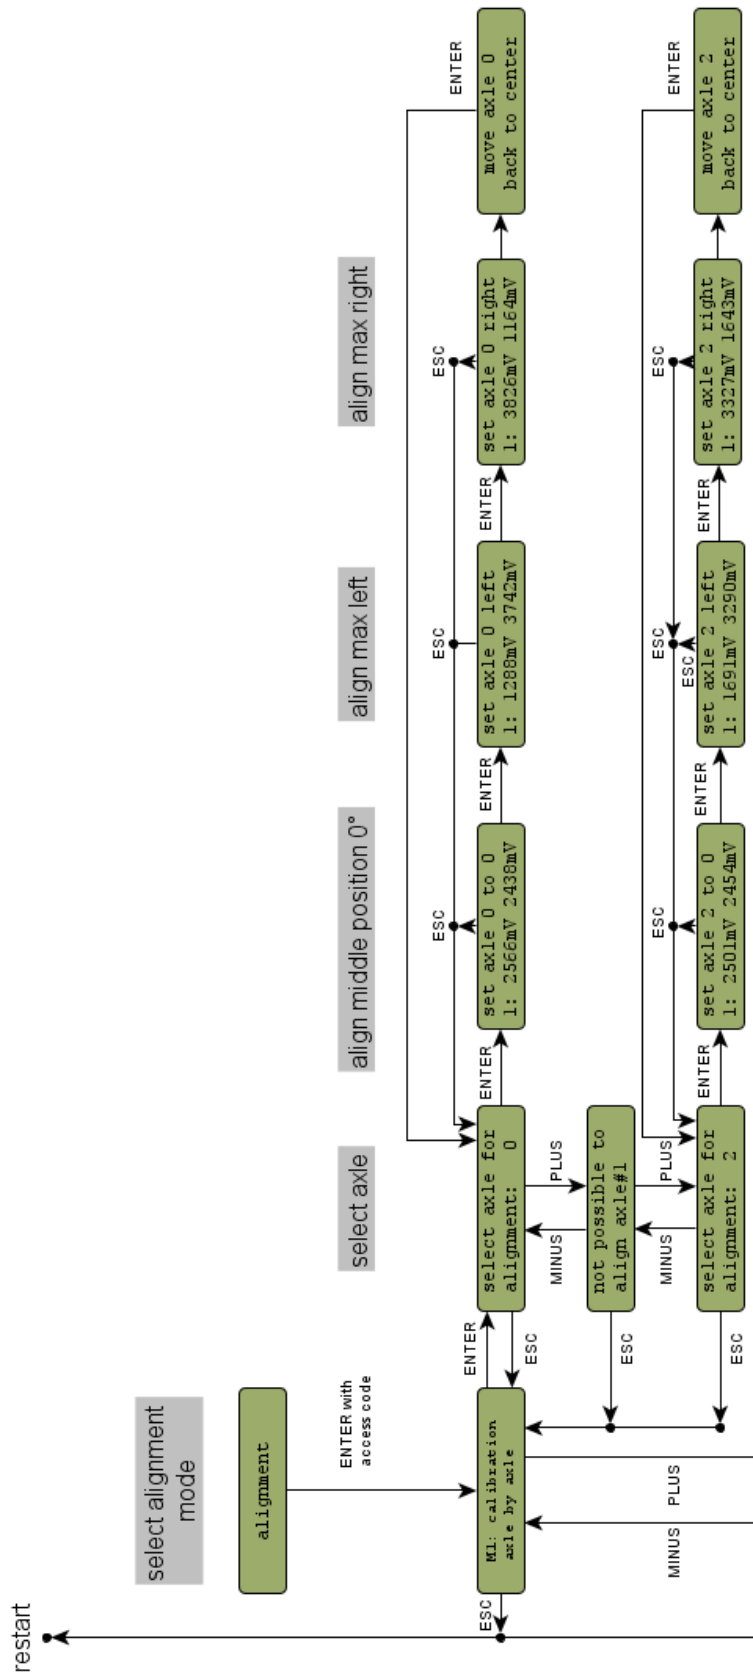 restart
select alignment
mode
select axle
align middle position 0°
align max left
align max right
alignment
ENTER with
access code
ESC
M1: calibration
axle by axle
ENTER
ESC
select axle for
alignment: 0
ENTER
ESC
set axle 0 to 0
1: 2566mV 2438mV
ENTER
ESC
set axle 0 left
1: 1288mV 3742mV
ENTER
ESC
set axle 0 right
1: 3826mV 1164mV
ENTER
move axle 0
back to center
MINUS
PLUS
ESC
not possible to
align axle#1
MINUS
PLUS
MINUS
PLUS
ESC
select axle for
alignment: 2
ENTER
ESC
set axle 2 to 0
1: 2501mV 2454mV
ENTER
ESC
ESC
set axle 2 left
1: 1691mV 3290mV
ENTER
ESC
set axle 2 right
1: 3327mV 1643mV
ENTER
move axle 2
back to center